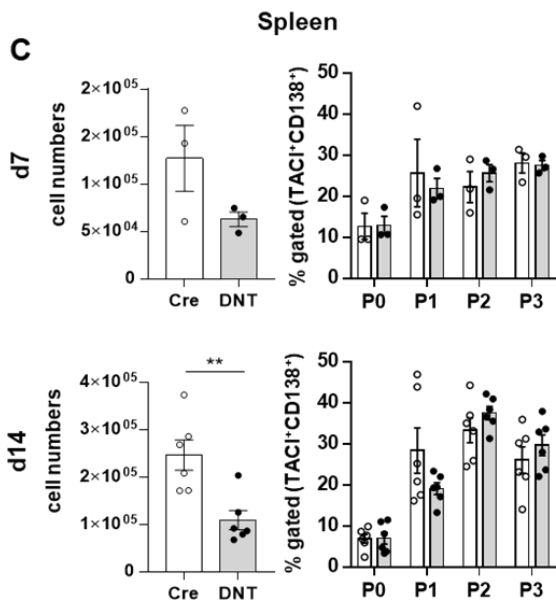 Spleen
C
d7
cell numbers
2×10⁰⁵
2×10⁰⁵
1×10⁰⁵
5×10⁰⁴
0
Cre DNT
% gated (TACI⁺CD138⁺)
50
40
30
20
10
0
P0 P1 P2 P3
d14
cell numbers
4×10⁰⁵
3×10⁰⁵
2×10⁰⁵
1×10⁰⁵
0
**
Cre DNT
% gated (TACI⁺CD138⁺)
50
40
30
20
10
0
P0 P1 P2 P3